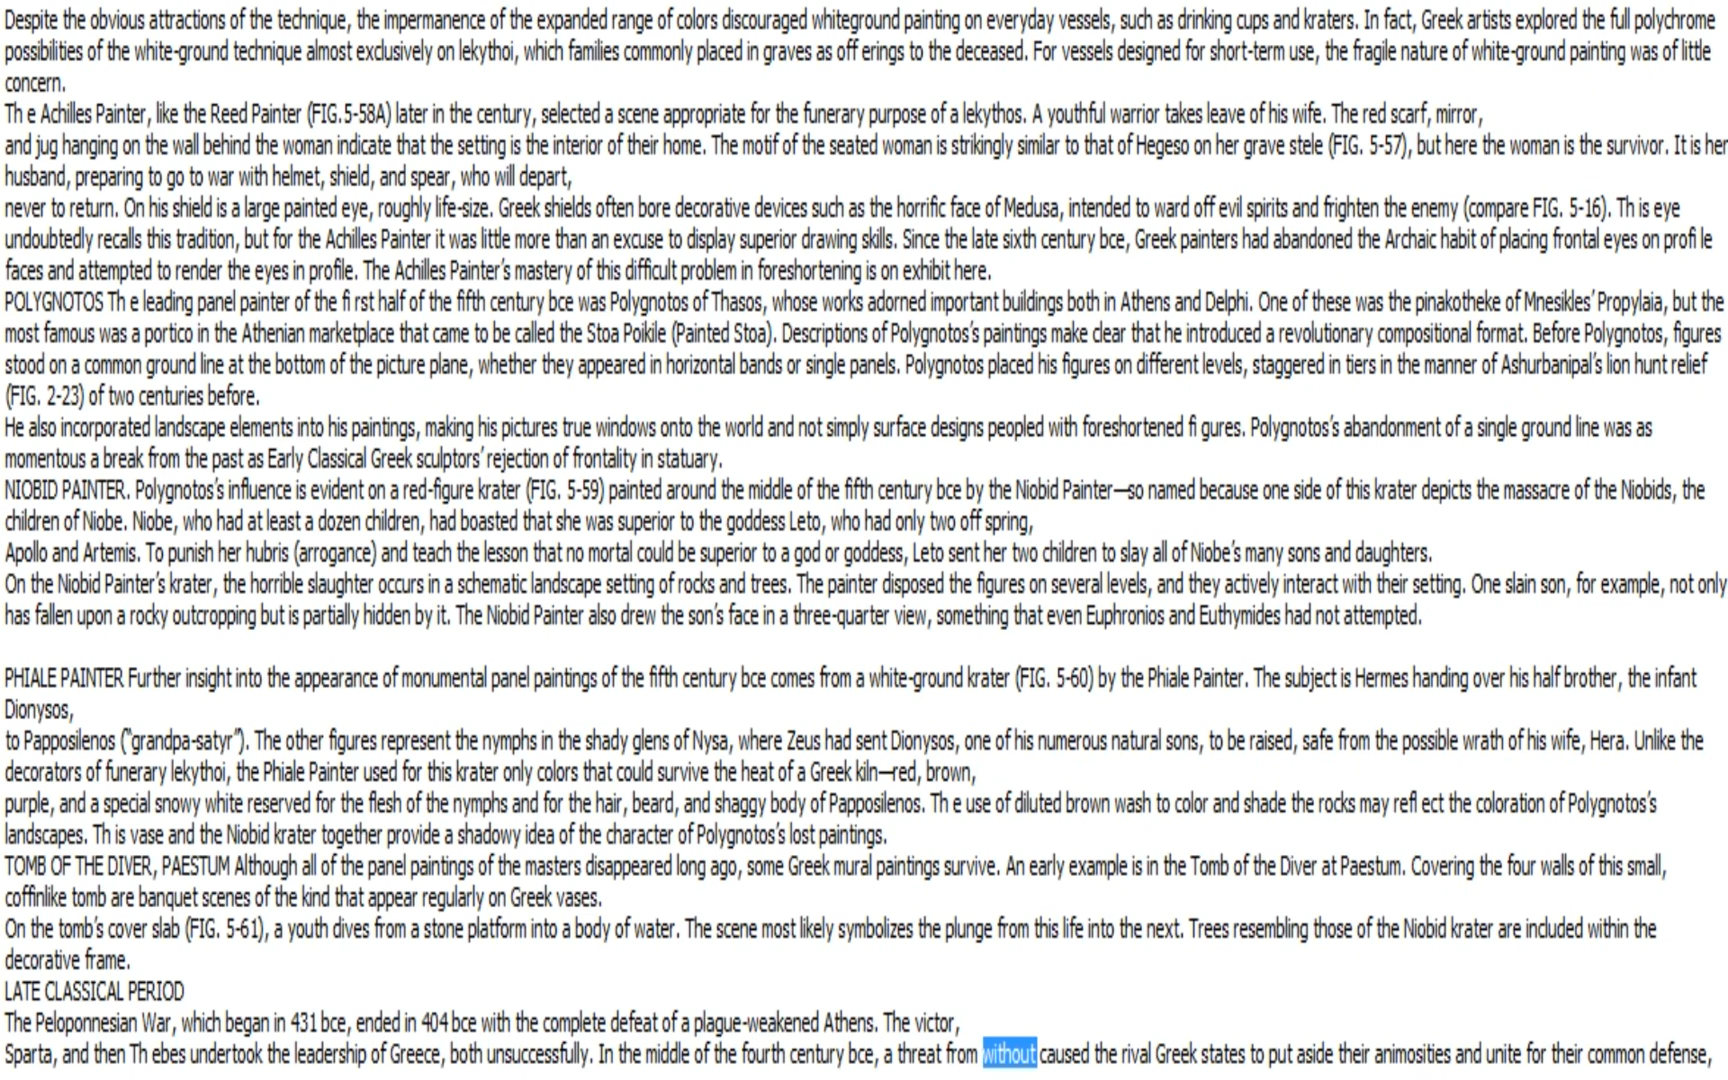 Despite the obvious attractions of the technique, the impermanence of the expanded range of colors discouraged whiteground painting on everyday vessels, such as drinking cups and kraters. In fact, Greek artists explored the full polychrome
possibilities of the white-ground technique almost exclusively on lekythoi, which families commonly placed in graves as off erings to the deceased. For vessels designed for short-term use, the fragile nature of white-ground painting was of little
concern.
Th e Achilles Painter, like the Reed Painter (FIG. 5-58A) later in the century, selected a scene appropriate for the funerary purpose of a lekythos. A youthful warrior takes leave of his wife. The red scarf, mirror,
and jug hanging on the wall behind the woman indicate that the setting is the interior of their home. The motif of the seated woman is strikingly similar to that of Hegeso on her grave stele (FIG. 5-57), but here the woman is the survivor. It is her
husband, preparing to go to war with helmet, shield, and spear, who will depart,
never to return. On his shield is a large painted eye, roughly life-size. Greek shields often bore decorative devices such as the horrific face of Medusa, intended to ward off evil spirits and frighten the enemy (compare FIG. 5-16). Th is eye
undoubtedly recalls this tradition, but for the Achilles Painter it was little more than an excuse to display superior drawing skills. Since the late sixth century bce, Greek painters had abandoned the Archaic habit of placing frontal eyes on profi le
faces and attempted to render the eyes in profile. The Achilles Painter's mastery of this difficult problem in foreshortening is on exhibit here.
POLYGNOTOS Th e leading panel painter of the fi rst half of the fifth century bce was Polygnotos of Thasos, whose works adorned important buildings both in Athens and Delphi. One of these was the pinakotheke of Mnesikles' Propylaia, but the
most famous was a portico in the Athenian marketplace that came to be called the Stoa Poikile (Painted Stoa). Descriptions of Polygnotos's paintings make clear that he introduced a revolutionary compositional format. Before Polygnotos, figures
stood on a common ground line at the bottom of the picture plane, whether they appeared in horizontal bands or single panels. Polygnotos placed his figures on different levels, staggered in tiers in the manner of Ashurbanipal's lion hunt relief
(FIG. 2-23) of two centuries before.
He also incorporated landscape elements into his paintings, making his pictures true windows onto the world and not simply surface designs peopled with foreshortened fi gures. Polygnotos's abandonment of a single ground line was as
momentous a break from the past as Early Classical Greek sculptors' rejection of frontality in statuary.
NIOBID PAINTER. Polygnotos's influence is evident on a red-figure krater (FIG. 5-59) painted around the middle of the fifth century bce by the Niobid Painter—so named because one side of this krater depicts the massacre of the Niobids, the
children of Niobe. Niobe, who had at least a dozen children, had boasted that she was superior to the goddess Leto, who had only two off spring,
Apollo and Artemis. To punish her hubris (arrogance) and teach the lesson that no mortal could be superior to a god or goddess, Leto sent her two children to slay all of Niobe's many sons and daughters.
On the Niobid Painter's krater, the horrible slaughter occurs in a schematic landscape setting of rocks and trees. The painter disposed the figures on several levels, and they actively interact with their setting. One slain son, for example, not only
has fallen upon a rocky outcropping but is partially hidden by it. The Niobid Painter also drew the son's face in a three-quarter view, something that even Euphronios and Euthymides had not attempted.
PHIALE PAINTER Further insight into the appearance of monumental panel paintings of the fifth century bce comes from a white-ground krater (FIG. 5-60) by the Phiale Painter. The subject is Hermes handing over his half brother, the infant
Dionysos,
to Papposilenos ("grandpa-satyr"). The other figures represent the nymphs in the shady glens of Nysa, where Zeus had sent Dionysos, one of his numerous natural sons, to be raised, safe from the possible wrath of his wife, Hera. Unlike the
decorators of funerary lekythoi, the Phiale Painter used for this krater only colors that could survive the heat of a Greek kiln—red, brown,
purple, and a special snowy white reserved for the flesh of the nymphs and for the hair, beard, and shaggy body of Papposilenos. Th e use of diluted brown wash to color and shade the rocks may refl ect the coloration of Polygnotos's
landscapes. Th is vase and the Niobid krater together provide a shadowy idea of the character of Polygnotos's lost paintings.
TOMB OF THE DIVER, PAESTUM Although all of the panel paintings of the masters disappeared long ago, some Greek mural paintings survive. An early example is in the Tomb of the Diver at Paestum. Covering the four walls of this small,
coffinlike tomb are banquet scenes of the kind that appear regularly on Greek vases.
On the tomb's cover slab (FIG. 5-61), a youth dives from a stone platform into a body of water. The scene most likely symbolizes the plunge from this life into the next. Trees resembling those of the Niobid krater are included within the
decorative frame.
LATE CLASSICAL PERIOD
The Peloponnesian War, which began in 431 bce, ended in 404 bce with the complete defeat of a plague-weakened Athens. The victor,
Sparta, and then Th ebes undertook the leadership of Greece, both unsuccessfully. In the middle of the fourth century bce, a threat from without caused the rival Greek states to put aside their animosities and unite for their common defense,